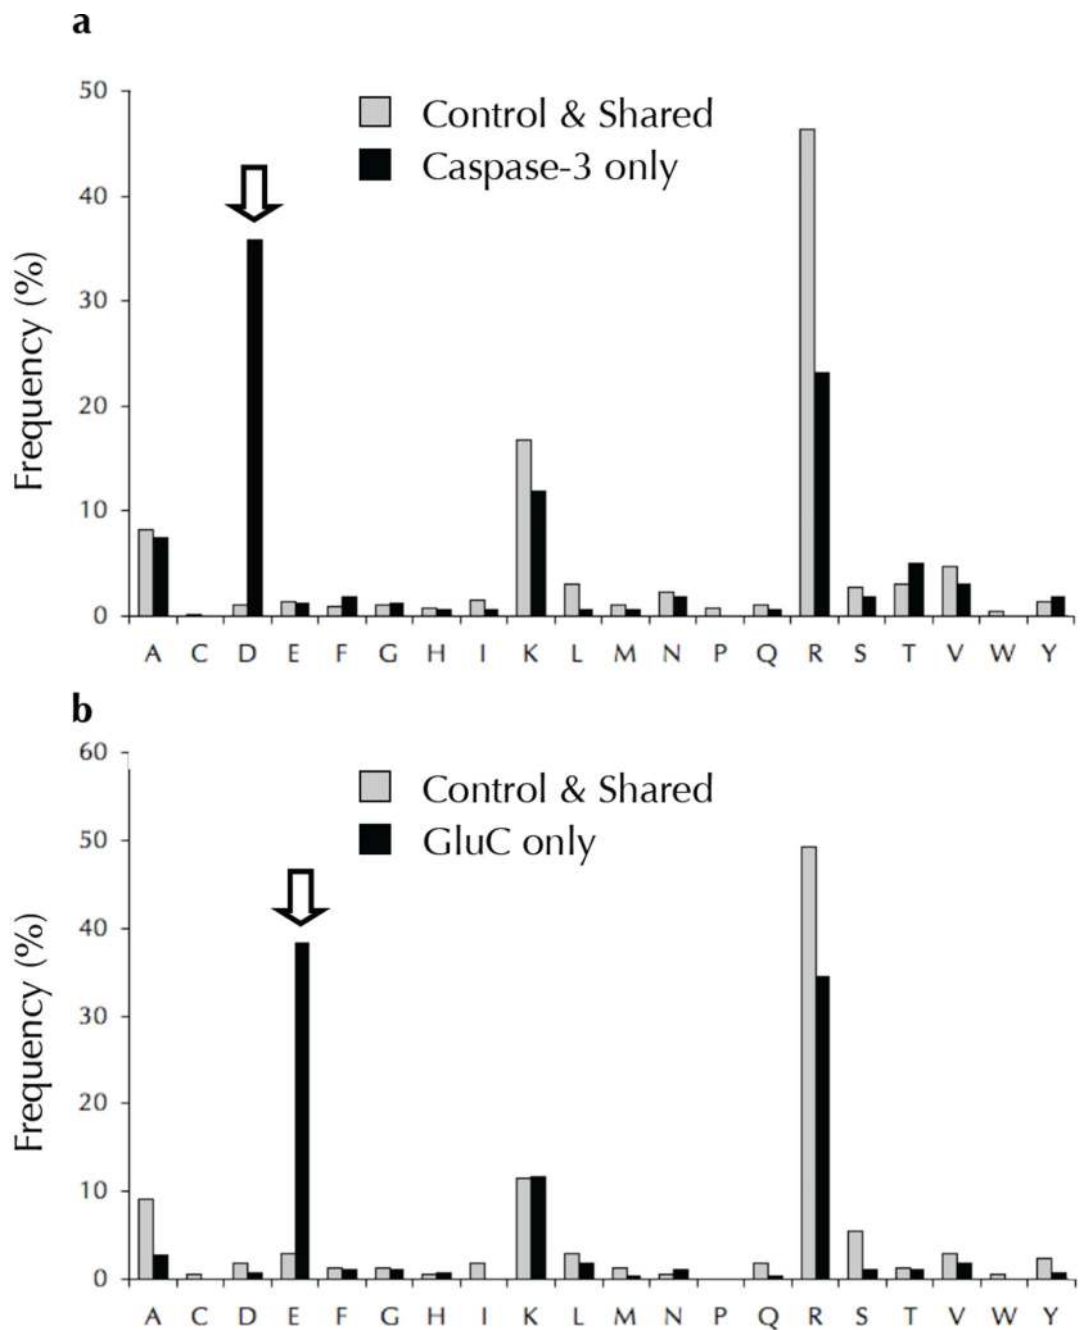 a
50
Control & Shared
Caspase-3 only
40
30
20
10
0
Frequency (%)
A C D E F G H I K L M N P Q R S T V W Y
b
60
Control & Shared
50
GluC only
40
30
20
10
0
Frequency (%)
A C D E F G H I K L M N P Q R S T V W Y